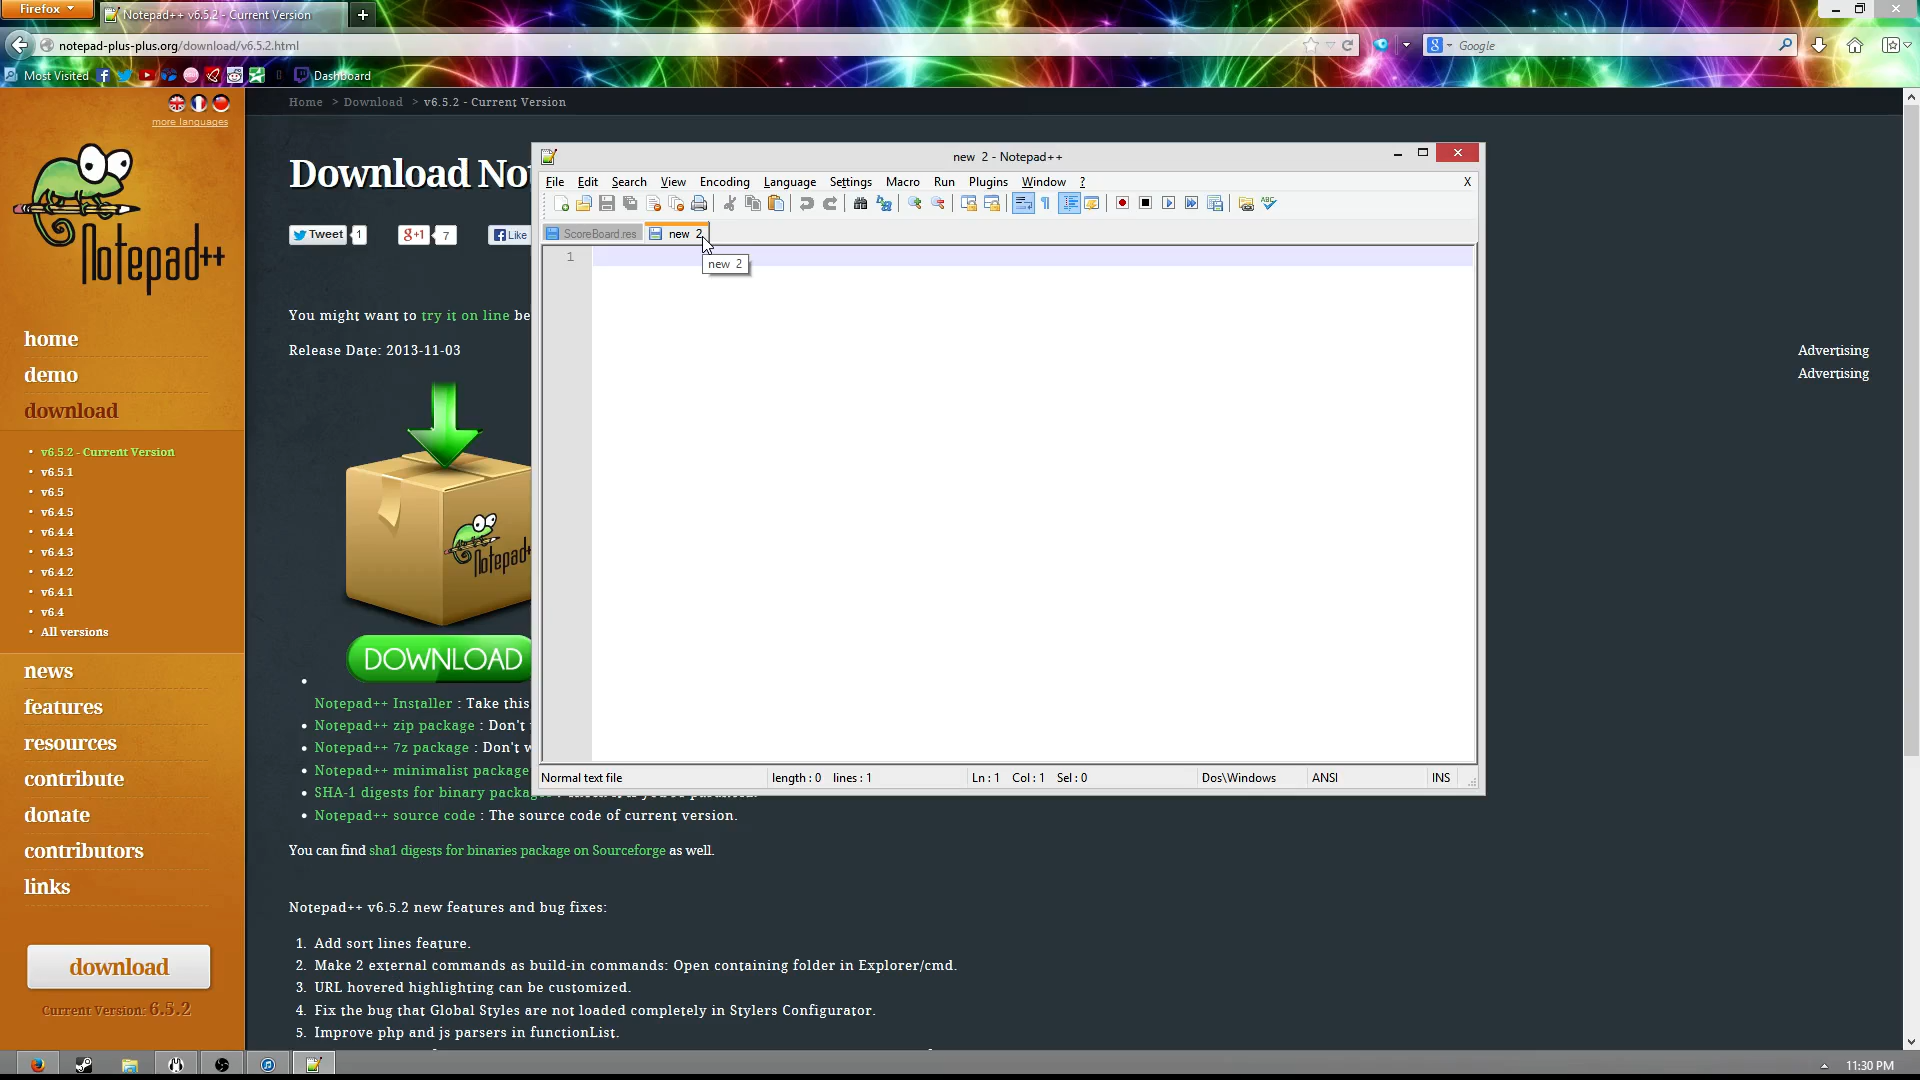 Firefox
Notepad++ v6.5.2 - Current Version
notepad-plus-plus.org/download/v6.5.2.html
Google
Most Visited
Dashboard
more languages
Notepad++
home
demo
download
v6.5.2 - Current Version
v6.5.1
v6.5
v6.4.5
v6.4.4
v6.4.3
v6.4.2
v6.4.1
v6.4
All versions
news
features
resources
contribute
donate
contributors
links
download
Current Version: 6.5.2
Home > Download > v6.5.2 - Current Version
Download No
Tweet 1
g+1 7
Like
You might want to try it on line be
Release Date: 2013-11-03
Advertising
Advertising
Notepad+
DOWNLOAD
Notepad++ Installer : Take this
Notepad++ zip package : Don't
Notepad++ 7z package : Don't w
Notepad++ minimalist package
SHA-1 digests for binary packag
Notepad++ source code : The source code of current version.
You can find sha1 digests for binaries package on Sourceforge as well.
Notepad++ v6.5.2 new features and bug fixes:
1. Add sort lines feature.
2. Make 2 external commands as build-in commands: Open containing folder in Explorer/cmd.
3. URL hovered highlighting can be customized.
4. Fix the bug that Global Styles are not loaded completely in Stylers Configurator.
5. Improve php and js parsers in functionList.
new 2 - Notepad++
File Edit Search View Encoding Language Settings Macro Run Plugins Window ? X
ScoreBoard.res
new 2
new 2
1
Normal text file
length : 0 lines : 1
Ln : 1 Col : 1 Sel : 0
Dos\Windows
ANSI
INS
11:30 PM